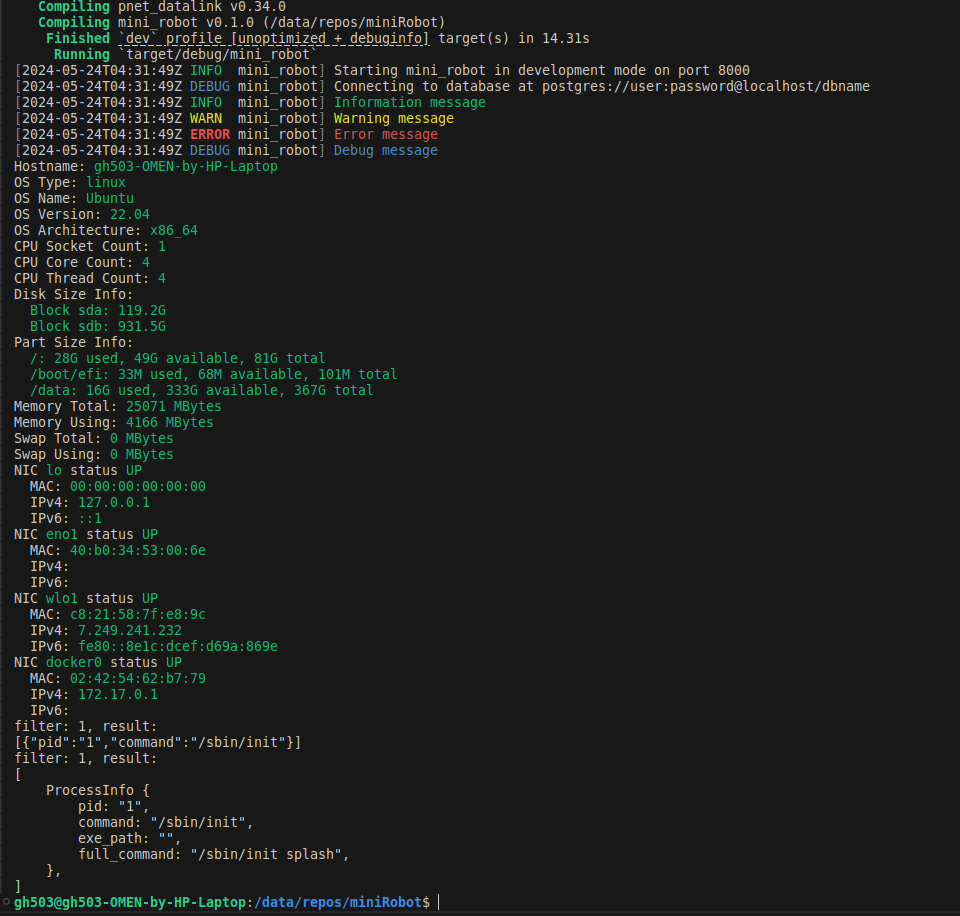 Compiling pnet_datalink v0.34.0
Compiling mini_robot v0.1.0 (/data/repos/miniRobot)
Finished `dev` profile [unoptimized + debuginfo] target(s) in 14.31s
Running `target/debug/mini_robot`
[2024-05-24T04:31:49Z INFO  mini_robot] Starting mini_robot in development mode on port 8000
[2024-05-24T04:31:49Z DEBUG mini_robot] Connecting to database at postgres://user:password@localhost/dbname
[2024-05-24T04:31:49Z INFO  mini_robot] Information message
[2024-05-24T04:31:49Z WARN  mini_robot] Warning message
[2024-05-24T04:31:49Z ERROR mini_robot] Error message
[2024-05-24T04:31:49Z DEBUG mini_robot] Debug message
Hostname: gh503-OMEN-by-HP-Laptop
OS Type: linux
OS Name: Ubuntu
OS Version: 22.04
OS Architecture: x86_64
CPU Socket Count: 1
CPU Core Count: 4
CPU Thread Count: 4
Disk Size Info:
  Block sda: 119.2G
  Block sdb: 931.5G
Part Size Info:
  /: 28G used, 49G available, 81G total
  /boot/efi: 33M used, 68M available, 101M total
  /data: 16G used, 333G available, 367G total
Memory Total: 25071 MBytes
Memory Using: 4166 MBytes
Swap Total: 0 MBytes
Swap Using: 0 MBytes
NIC lo status UP
  MAC: 00:00:00:00:00:00
  IPv4: 127.0.0.1
  IPv6: ::1
NIC eno1 status UP
  MAC: 40:b0:34:53:00:6e
  IPv4:
  IPv6:
NIC wlo1 status UP
  MAC: c8:21:58:7f:e8:9c
  IPv4: 7.249.241.232
  IPv6: fe80::8e1c:dcef:d69a:869e
NIC docker0 status UP
  MAC: 02:42:54:62:b7:79
  IPv4: 172.17.0.1
  IPv6:
filter: 1, result:
[{"pid":"1","command":"/sbin/init"}]
filter: 1, result:
[
    ProcessInfo {
        pid: "1",
        command: "/sbin/init",
        exe_path: "",
        full_command: "/sbin/init splash",
    },
]
gh503@gh503-OMEN-by-HP-Laptop:/data/repos/miniRobot$